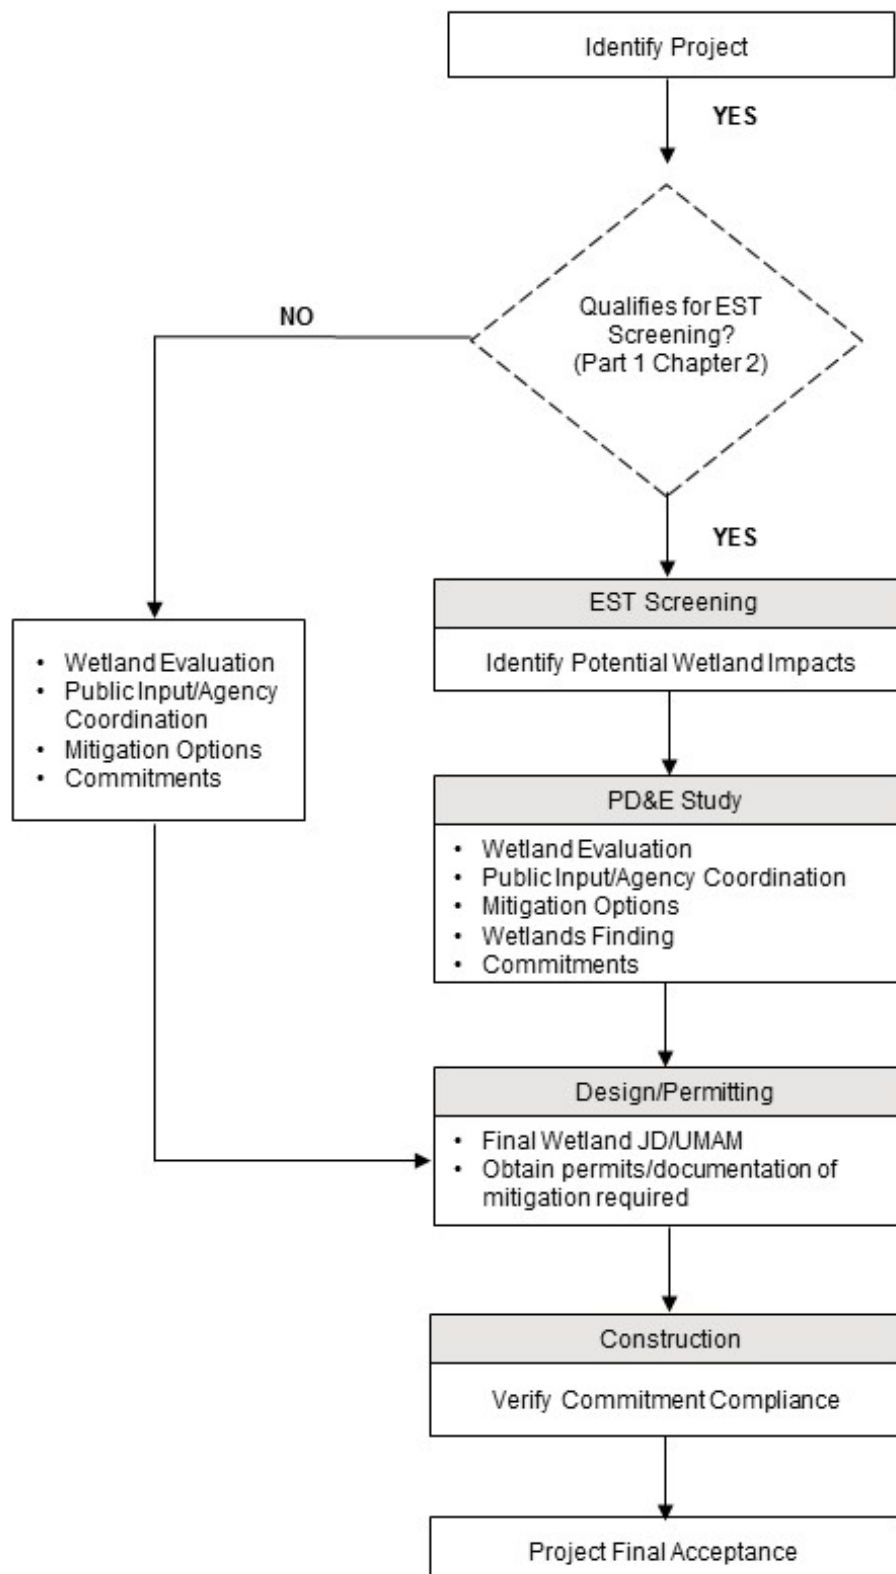 Identify Project
YES
Qualifies for EST
Screening?
(Part 1 Chapter 2)
NO
YES
EST Screening
Identify Potential Wetland Impacts
• Wetland Evaluation
• Public Input/Agency
Coordination
• Mitigation Options
• Commitments
PD&E Study
• Wetland Evaluation
• Public Input/Agency Coordination
• Mitigation Options
• Wetlands Finding
• Commitments
Design/Permitting
• Final Wetland JD/UMAM
• Obtain permits/documentation of
mitigation required
Construction
Verify Commitment Compliance
Project Final Acceptance